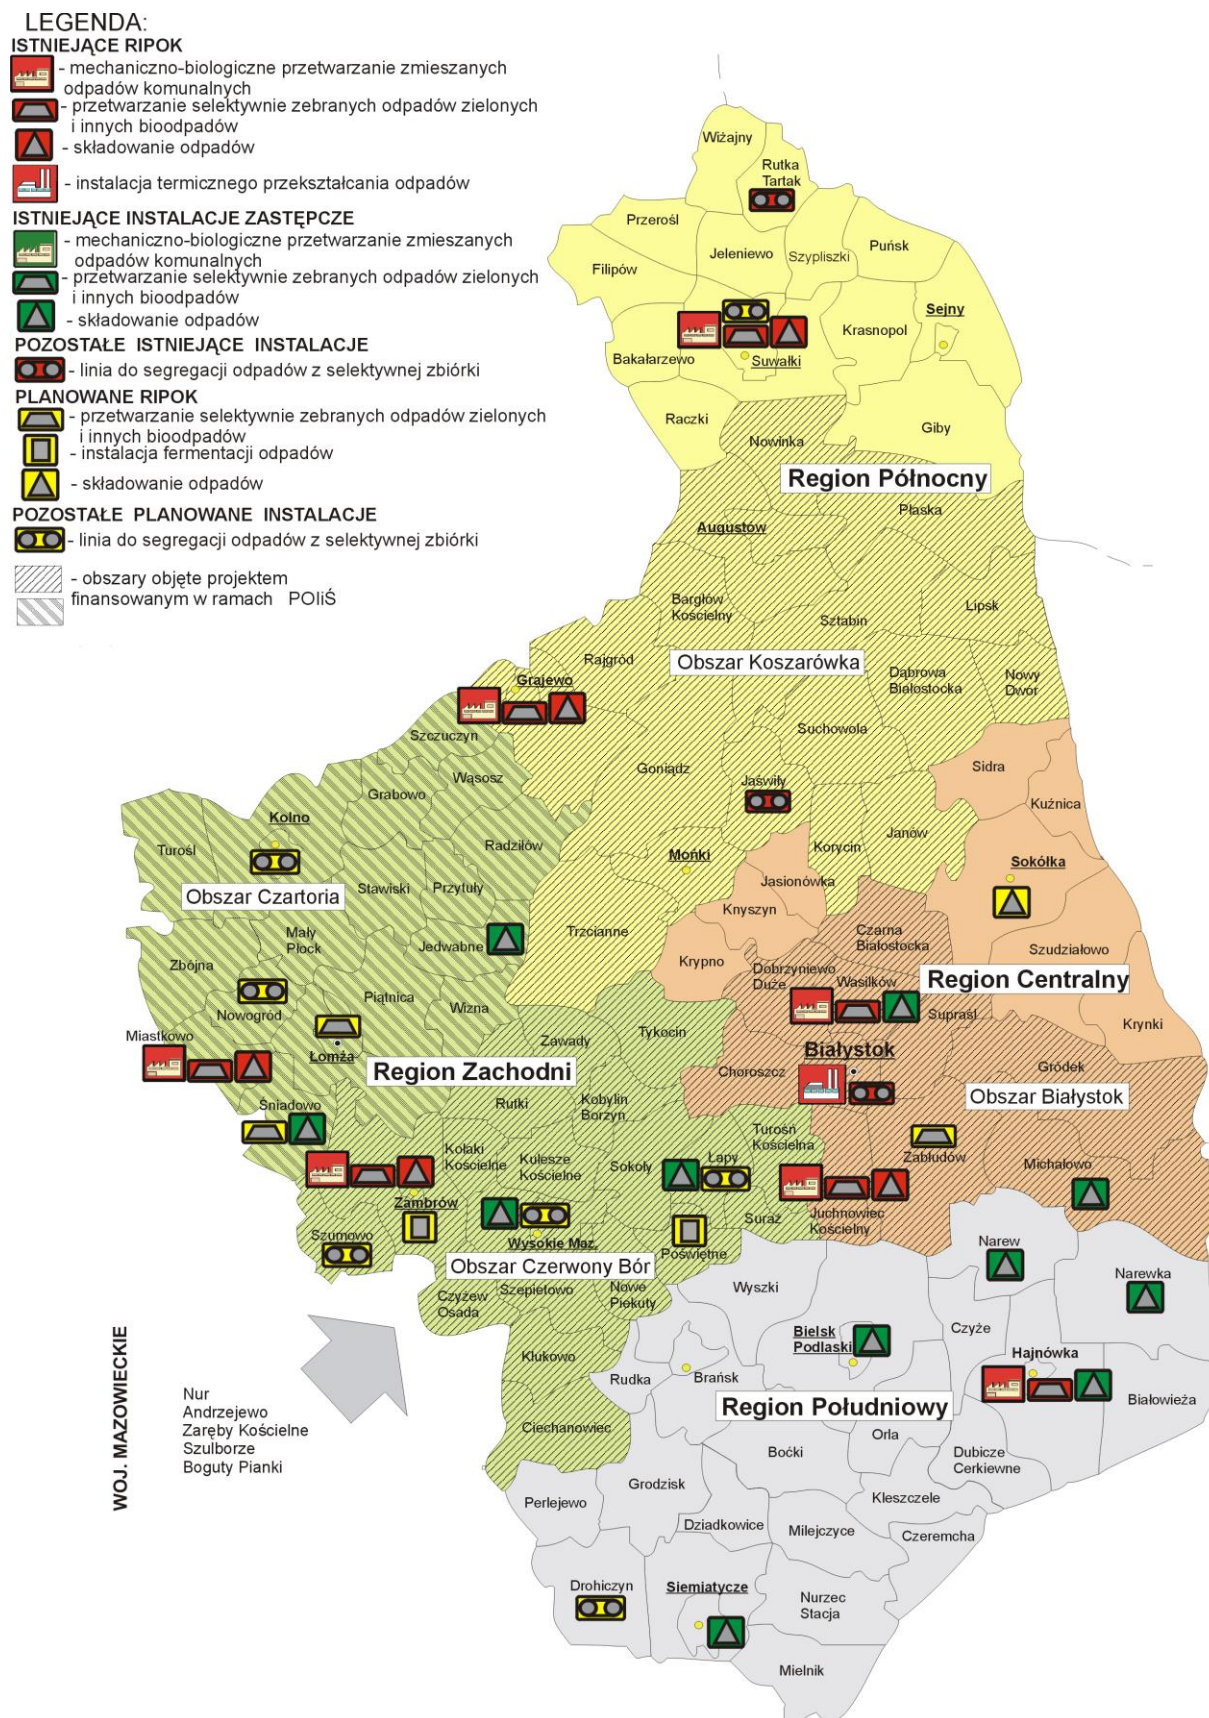 LEGENDA:
ISTNIEJĄCE RIPOK
- mechaniczno-biologiczne przetwarzanie zmieszanych
odpadów komunalnych
- przetwarzanie selektywnie zebranych odpadów zielonych
i innych bioodpadów
- składowanie odpadów
- instalacja termicznego przekształcania odpadów
ISTNIEJĄCE INSTALACJE ZASTĘPCZE
- mechaniczno-biologiczne przetwarzanie zmieszanych
odpadów komunalnych
- przetwarzanie selektywnie zebranych odpadów zielonych
i innych bioodpadów
- składowanie odpadów
POZOSTAŁE ISTNIEJĄCE INSTALACJE
- linia do segregacji odpadów z selektywnej zbiórki
PLANOWANE RIPOK
- przetwarzanie selektywnie zebranych odpadów zielonych
i innych bioodpadów
- instalacja fermentacji odpadów
- składowanie odpadów
POZOSTAŁE PLANOWANE INSTALACJE
- linia do segregacji odpadów z selektywnej zbiórki
- obszary objęte projektem
finansowanym w ramach POIiŚ
Wiżajny
Rutka
Tartak
Przerośl
Puńsk
Jeleniewo
Szypliszki
Filipów
Sejny
Krasnopol
Bakałarzewo
Suwałki
Raczki
Giby
Nowinka
Region Północny
Płaska
Augustów
Bargłów
Kościelny
Lipsk
Sztabin
Rajgród
Obszar Koszarówka
Grajewo
Dąbrowa
Białostocka
Nowy
Dwór
Suchowola
Szczuczyn
Goniądz
Sidra
Wąsosz
Jaświły
Grabowo
Kuźnica
Kolno
Janów
Turośl
Radziłów
Korycin
Mońki
Sokółka
Jasionówka
Obszar Czartoria
Stawiski
Przytuły
Knyszyn
Trzcianne
Czarna
Białostocka
Mały
Płock
Jedwabne
Szudziałowo
Zbójna
Krypno
Dobrzyniewo
Duże
Wasilków
Region Centralny
Piątnica
Nowogród
Wizna
Supraśl
Krynki
Miastkowo
Łomża
Zawady
Tykocin
Białystok
Region Zachodni
Choroszcz
Gródek
Obszar Białystok
Śniadowo
Rutki
Kobylin
Borzyn
Turośń
Kościelna
Kołaki
Kościelne
Kulesze
Kościelne
Sokoły
Łapy
Zabłudów
Michałowo
Zambrów
Suraż
Juchnowiec
Kościelny
Szumowo
Wysokie Maz.
Poświętne
Narew
Obszar Czerwony Bór
Narewka
Wyszki
Szepietowo
Nowe
Piekuty
Czyżew
Osada
Czyże
Bielsk
Podlaski
Hajnówka
Klukowo
Rudka
Brańsk
Białowieża
WOJ. MAZOWIECKIE
Nur
Andrzejewo
Zaręby Kościelne
Szulborze
Boguty Pianki
Region Południowy
Ciechanowiec
Orla
Boćki
Dubicze
Cerkiewne
Grodzisk
Kleszczele
Perlejewo
Dziadkowice
Milejczyce
Czeremcha
Drohiczyn
Siemiatycze
Nurzec
Stacja
Mielnik